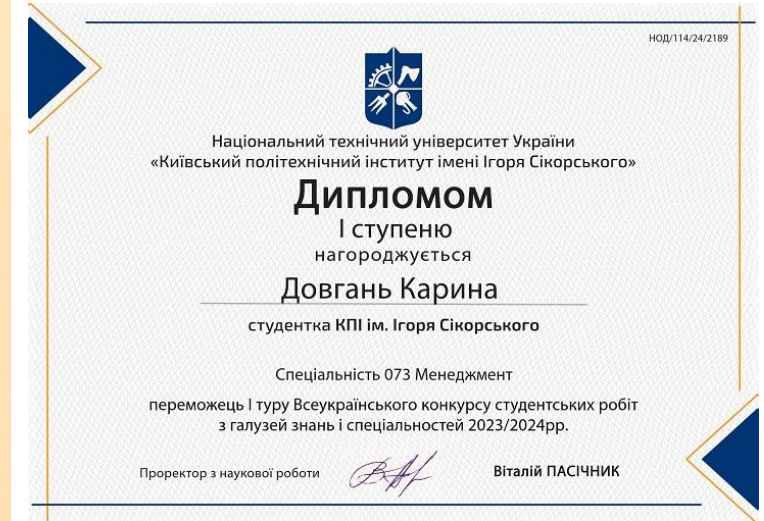 НОД/114/24/2189
Національний технічний університет України
«Київський політехнічний інститут імені Ігоря Сікорського»
Дипломом
І ступеню
нагороджується
Довгань Карина
студентка КПІ ім. Ігоря Сікорського
Спеціальність 073 Менеджмент
переможець І туру Всеукраїнського конкурсу студентських робіт
з галузей знань і спеціальностей 2023/2024рр.
Проректор з наукової роботи Віталій ПАСІЧНИК